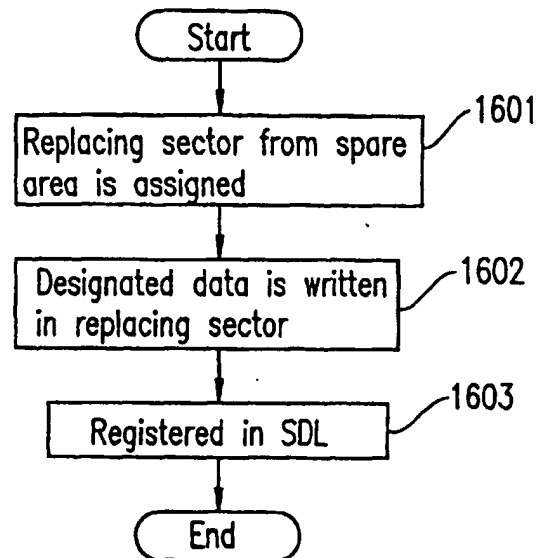 Start
1601
Replacing sector from spare
area is assigned
1602
Designated data is written
in replacing sector
1603
Registered in SDL
End